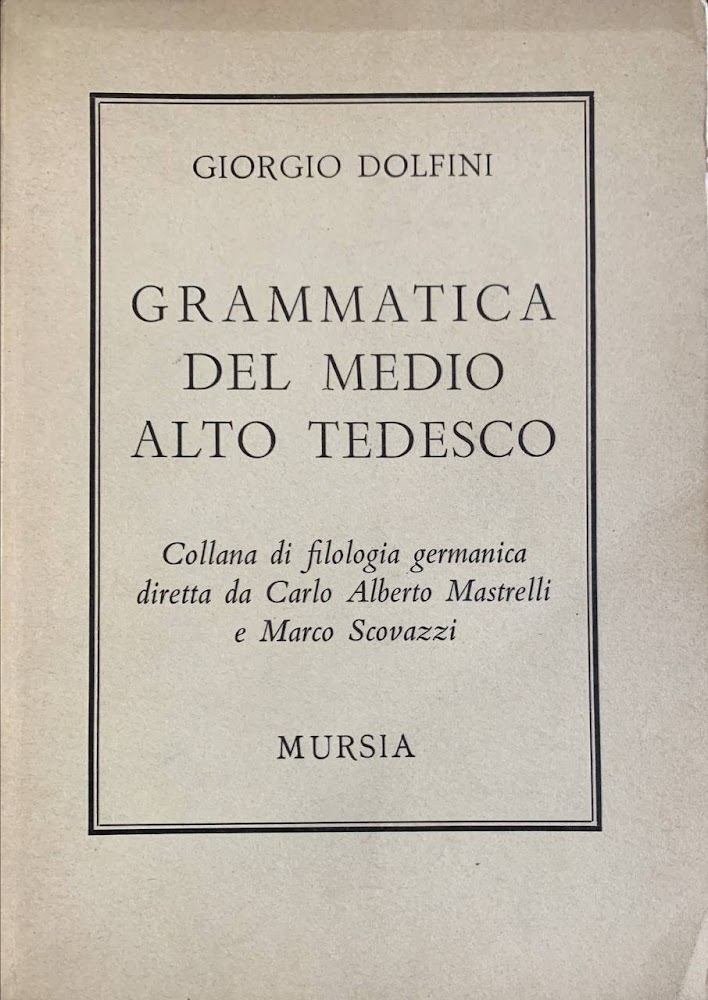 GIORGIO DOLFINI
GRAMMATICA
DEL MEDIO
ALTO TEDESCO
Collana di filologia germanica
diretta da Carlo Alberto Mastrelli
e Marco Scovazzi
MURSIA